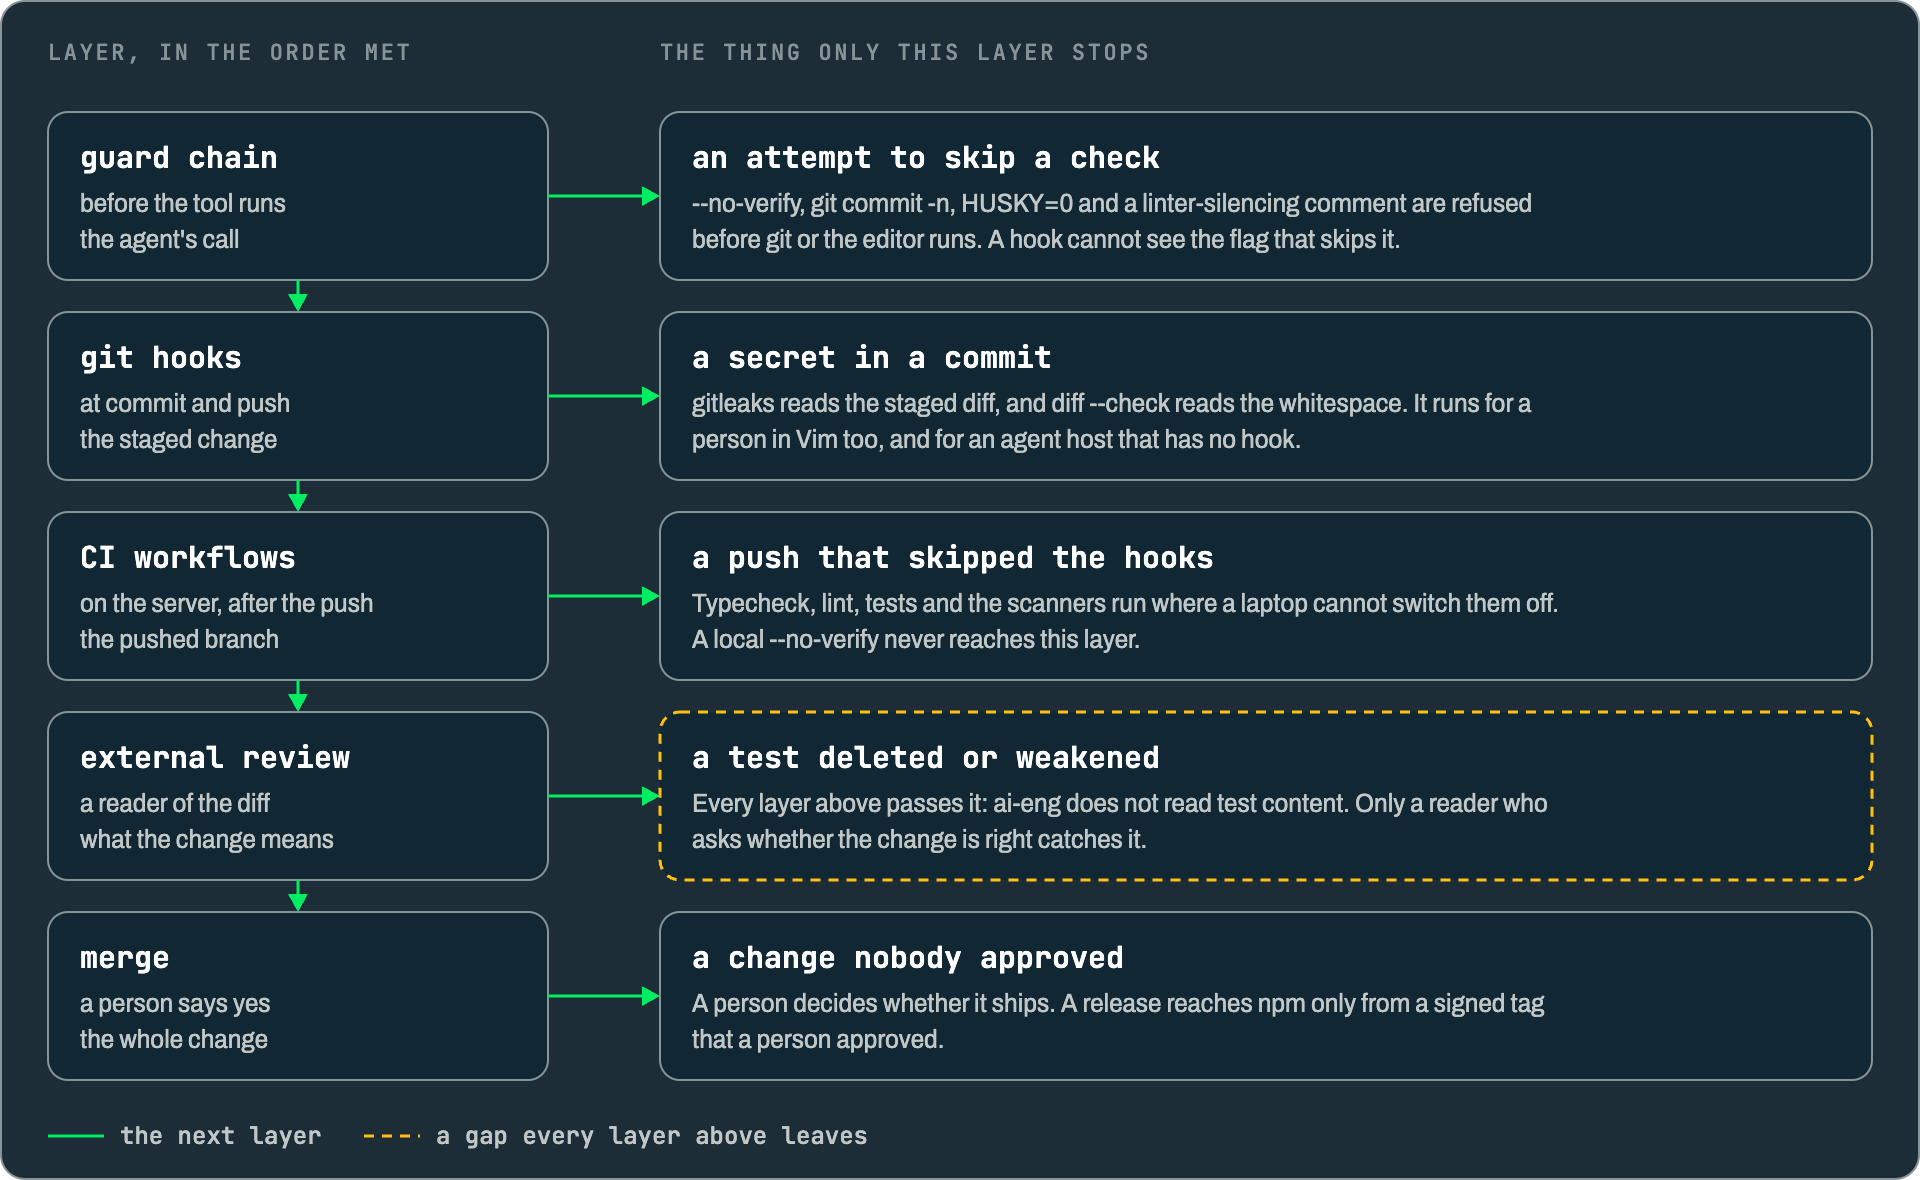 LAYER, IN THE ORDER MET
THE THING ONLY THIS LAYER STOPS
guard chain
before the tool runs
the agent's call
an attempt to skip a check
--no-verify, git commit -n, HUSKY=0 and a linter-silencing comment are refused
before git or the editor runs. A hook cannot see the flag that skips it.
git hooks
at commit and push
the staged change
a secret in a commit
gitleaks reads the staged diff, and diff --check reads the whitespace. It runs for a
person in Vim too, and for an agent host that has no hook.
CI workflows
on the server, after the push
the pushed branch
a push that skipped the hooks
Typecheck, lint, tests and the scanners run where a laptop cannot switch them off.
A local --no-verify never reaches this layer.
external review
a reader of the diff
what the change means
a test deleted or weakened
Every layer above passes it: ai-eng does not read test content. Only a reader who
asks whether the change is right catches it.
merge
a person says yes
the whole change
a change nobody approved
A person decides whether it ships. A release reaches npm only from a signed tag
that a person approved.
the next layer
a gap every layer above leaves